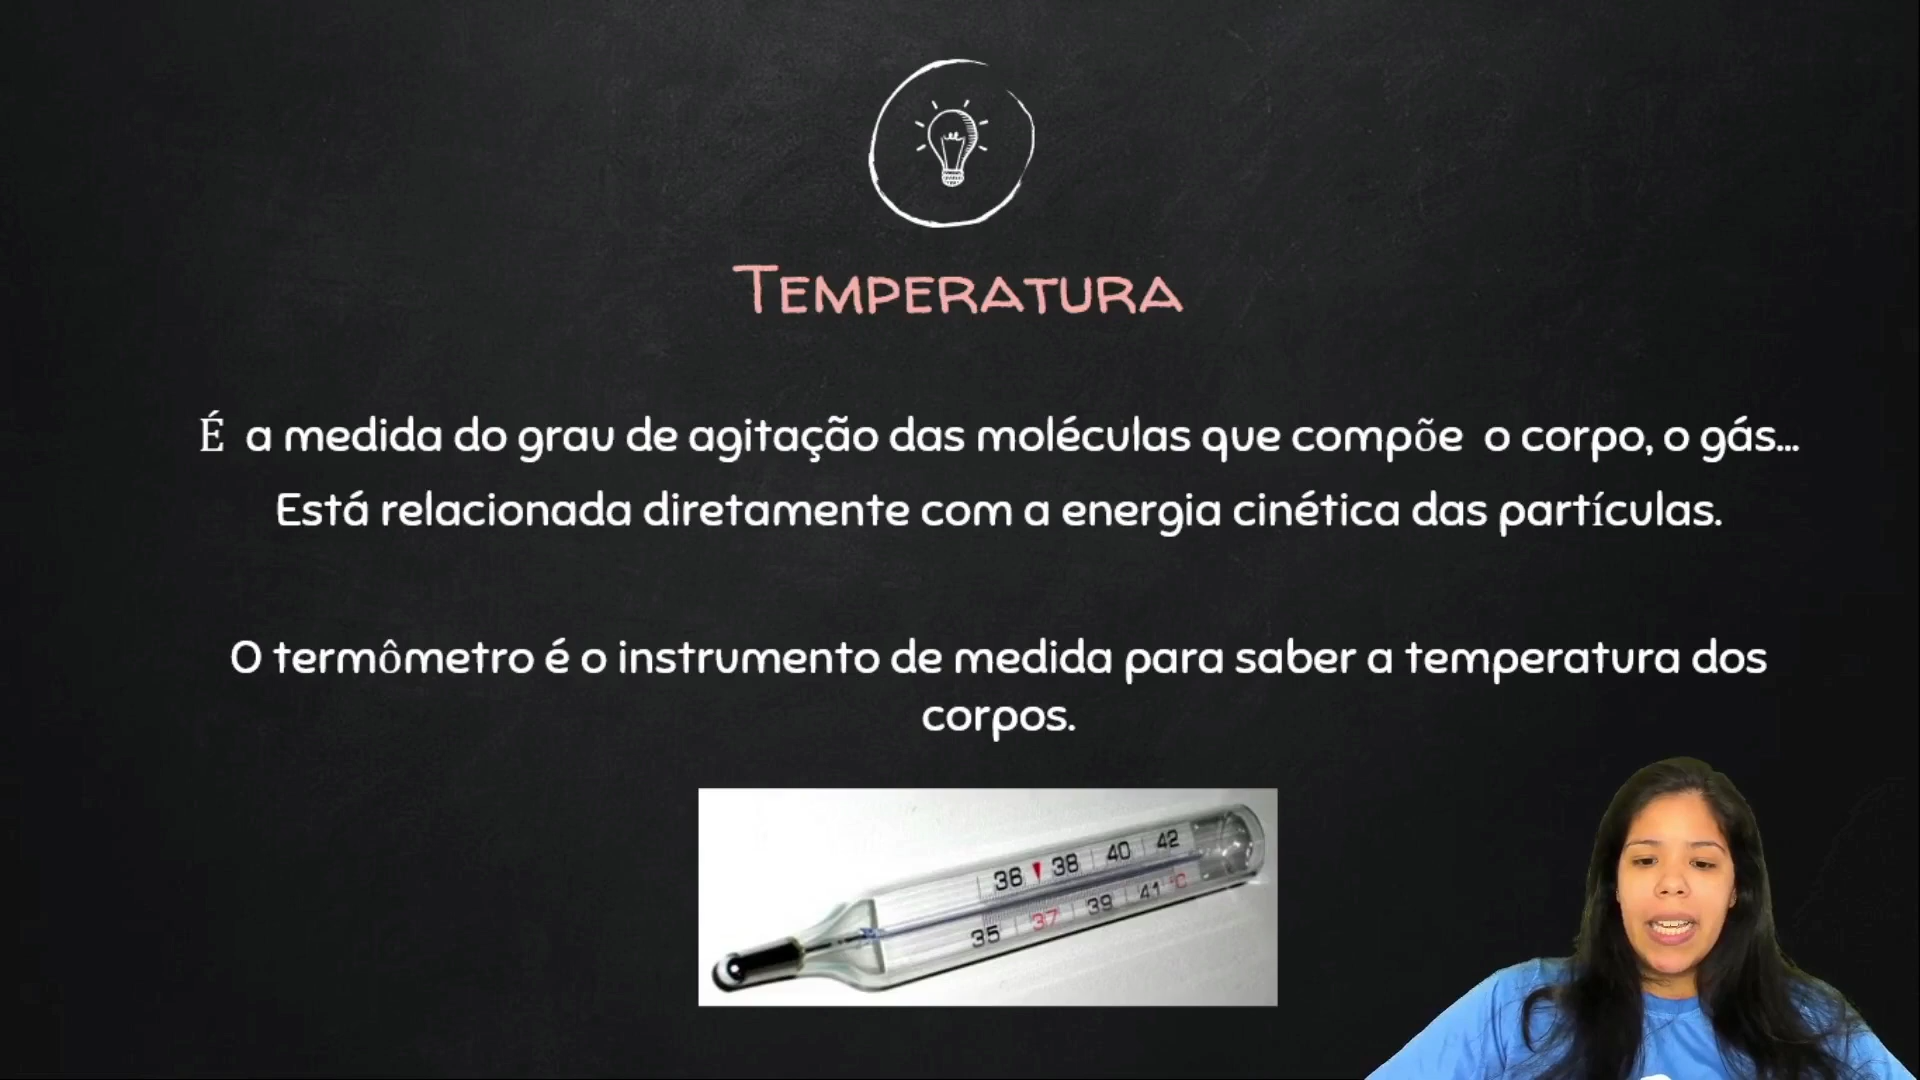 TEMPERATURA
É a medida do grau de agitação das moléculas que compõe o corpo, o gás...
Está relacionada diretamente com a energia cinética das partículas.
O termômetro é o instrumento de medida para saber a temperatura dos
corpos.
36 38 40 42
35 37 39 41 °C